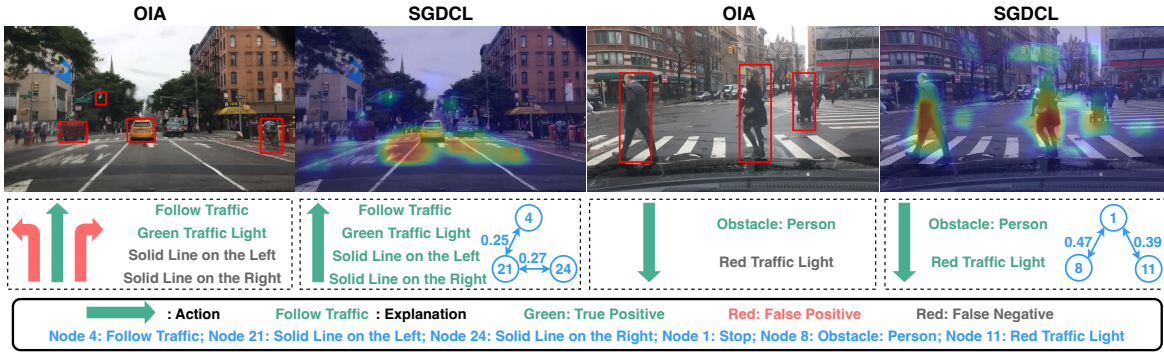 OIA
SGDCL
OIA
SGDCL
ONLY
Follow Traffic
Green Traffic Light
Solid Line on the Left
Solid Line on the Right
Follow Traffic
Green Traffic Light
Solid Line on the Left
Solid Line on the Right
4
0.25
0.27
21
24
Obstacle: Person
Red Traffic Light
Obstacle: Person
Red Traffic Light
1
0.47
0.39
8
11
: Action
Follow Traffic : Explanation
Green: True Positive
Red: False Positive
Red: False Negative
Node 4: Follow Traffic; Node 21: Solid Line on the Left; Node 24: Solid Line on the Right; Node 1: Stop; Node 8: Obstacle: Person; Node 11: Red Traffic Light